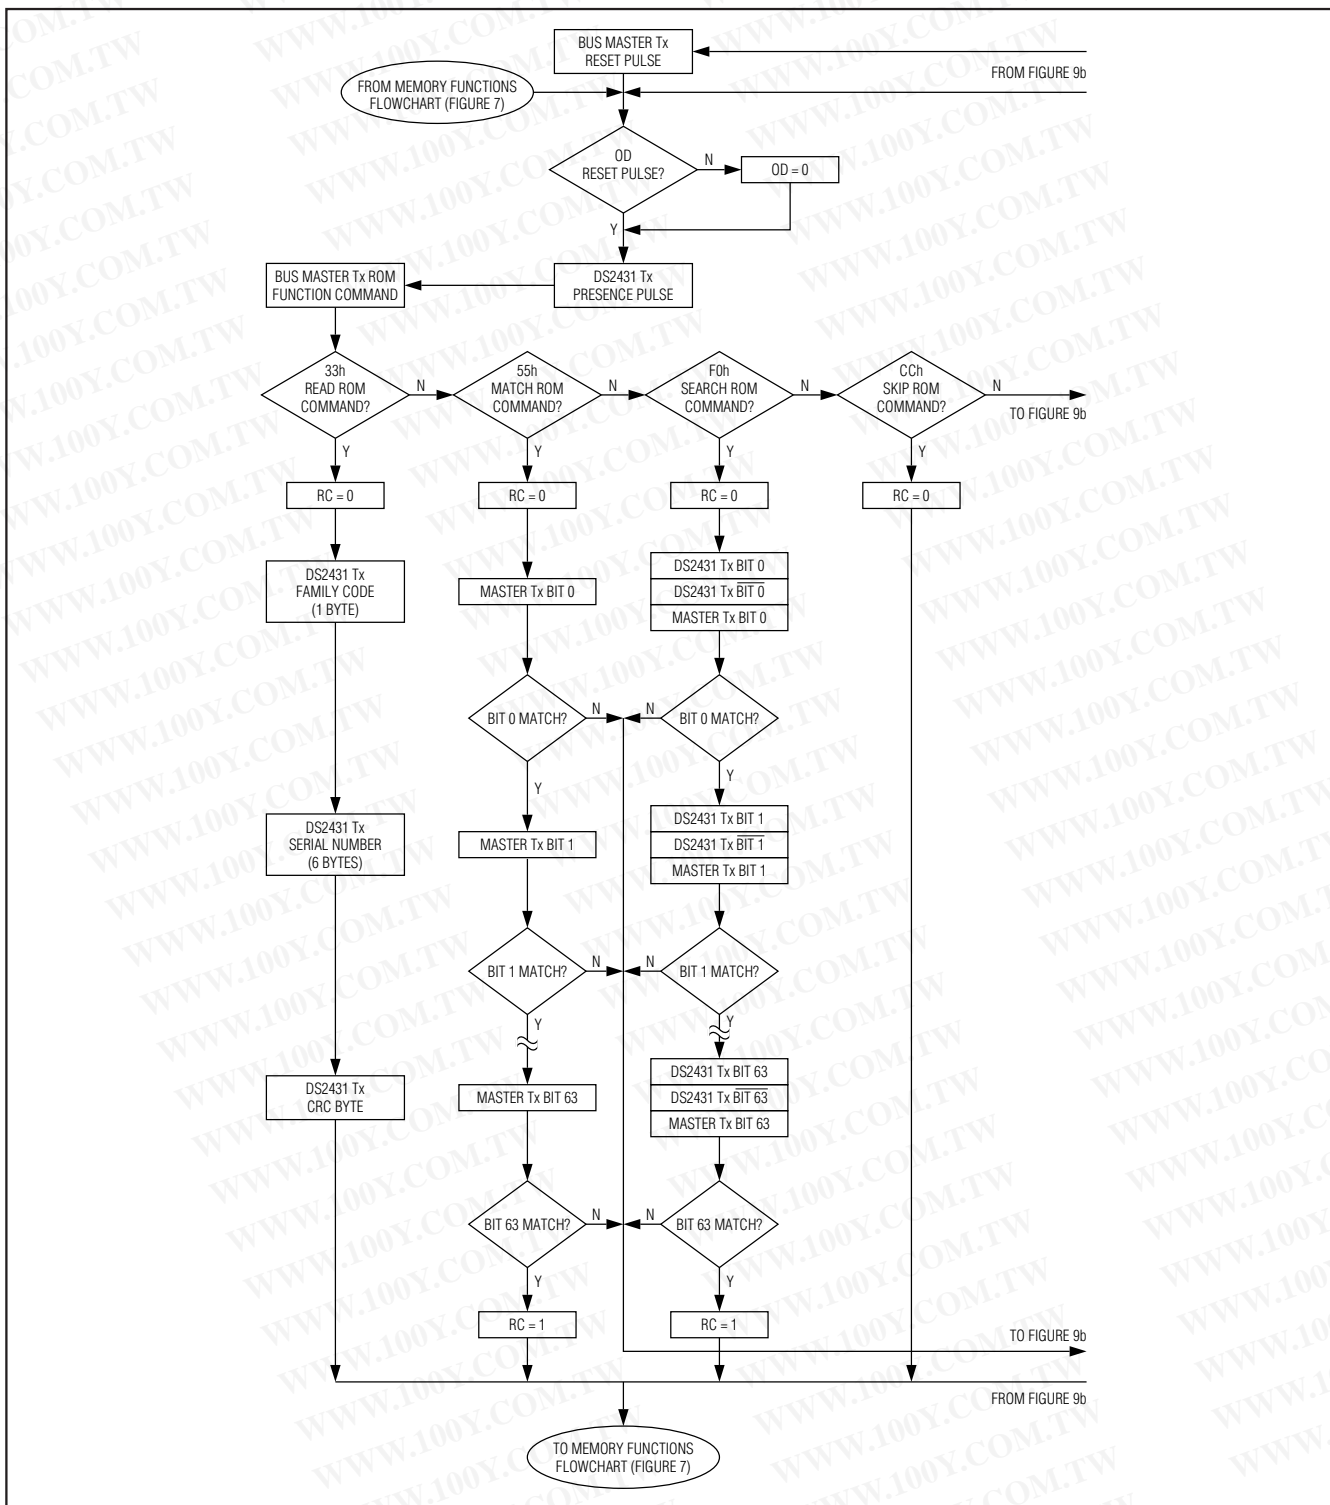 BUS MASTER Tx
RESET PULSE
FROM FIGURE 9b
FROM MEMORY FUNCTIONS
FLOWCHART (FIGURE 7)
OD
RESET PULSE?
N
OD = 0
Y
BUS MASTER Tx ROM
FUNCTION COMMAND
DS2431 Tx
PRESENCE PULSE
33h
READ ROM
COMMAND?
N
55h
MATCH ROM
COMMAND?
N
F0h
SEARCH ROM
COMMAND?
N
CCh
SKIP ROM
COMMAND?
N
TO FIGURE 9b
Y
Y
Y
Y
RC = 0
RC = 0
RC = 0
RC = 0
DS2431 Tx
FAMILY CODE
(1 BYTE)
MASTER Tx BIT 0
DS2431 Tx BIT 0
DS2431 Tx B̅I̅T̅ ̅0̅
MASTER Tx BIT 0
BIT 0 MATCH?
N
N
BIT 0 MATCH?
Y
Y
DS2431 Tx
SERIAL NUMBER
(6 BYTES)
MASTER Tx BIT 1
DS2431 Tx BIT 1
DS2431 Tx B̅I̅T̅ ̅1̅
MASTER Tx BIT 1
BIT 1 MATCH?
N
N
BIT 1 MATCH?
Y
Y
DS2431 Tx
CRC BYTE
MASTER Tx BIT 63
DS2431 Tx BIT 63
DS2431 Tx B̅I̅T̅ ̅6̅3̅
MASTER Tx BIT 63
BIT 63 MATCH?
N
N
BIT 63 MATCH?
Y
Y
RC = 1
RC = 1
TO FIGURE 9b
FROM FIGURE 9b
TO MEMORY FUNCTIONS
FLOWCHART (FIGURE 7)
WWW.100Y.COM.TW